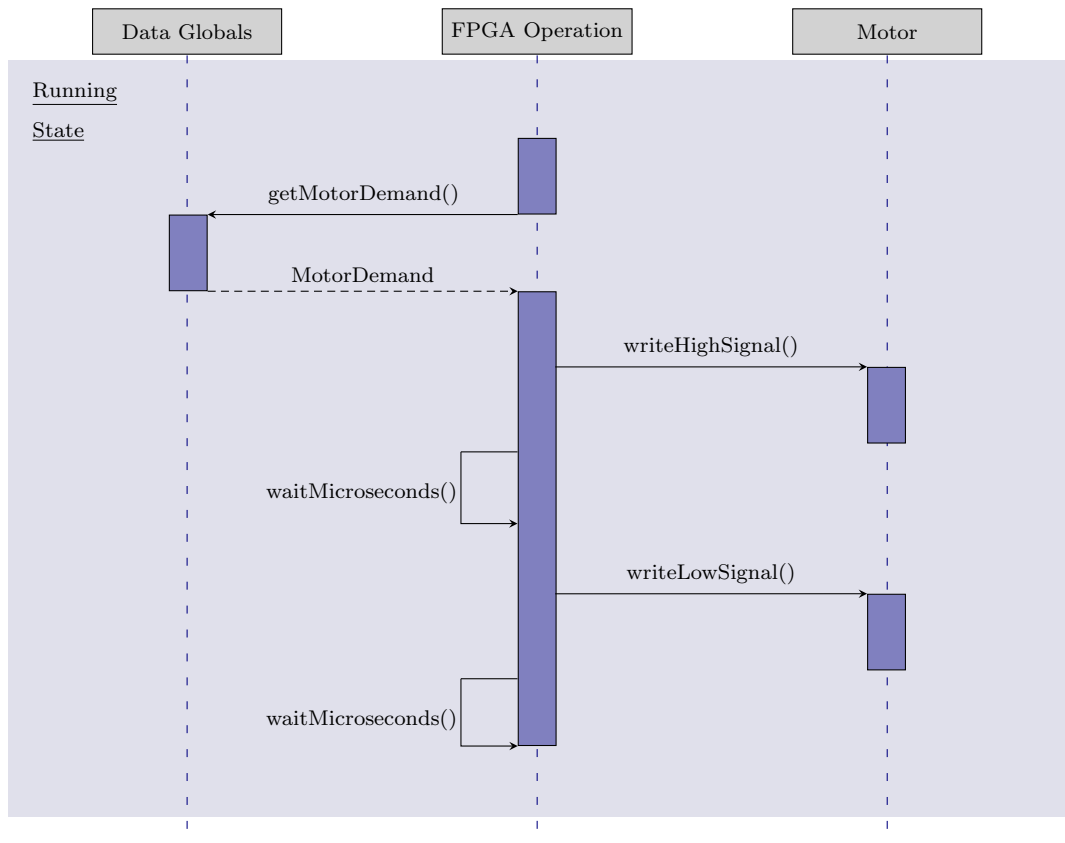 Data Globals
FPGA Operation
Motor
Running
State
getMotorDemand()
MotorDemand
writeHighSignal()
waitMicroseconds()
writeLowSignal()
waitMicroseconds()